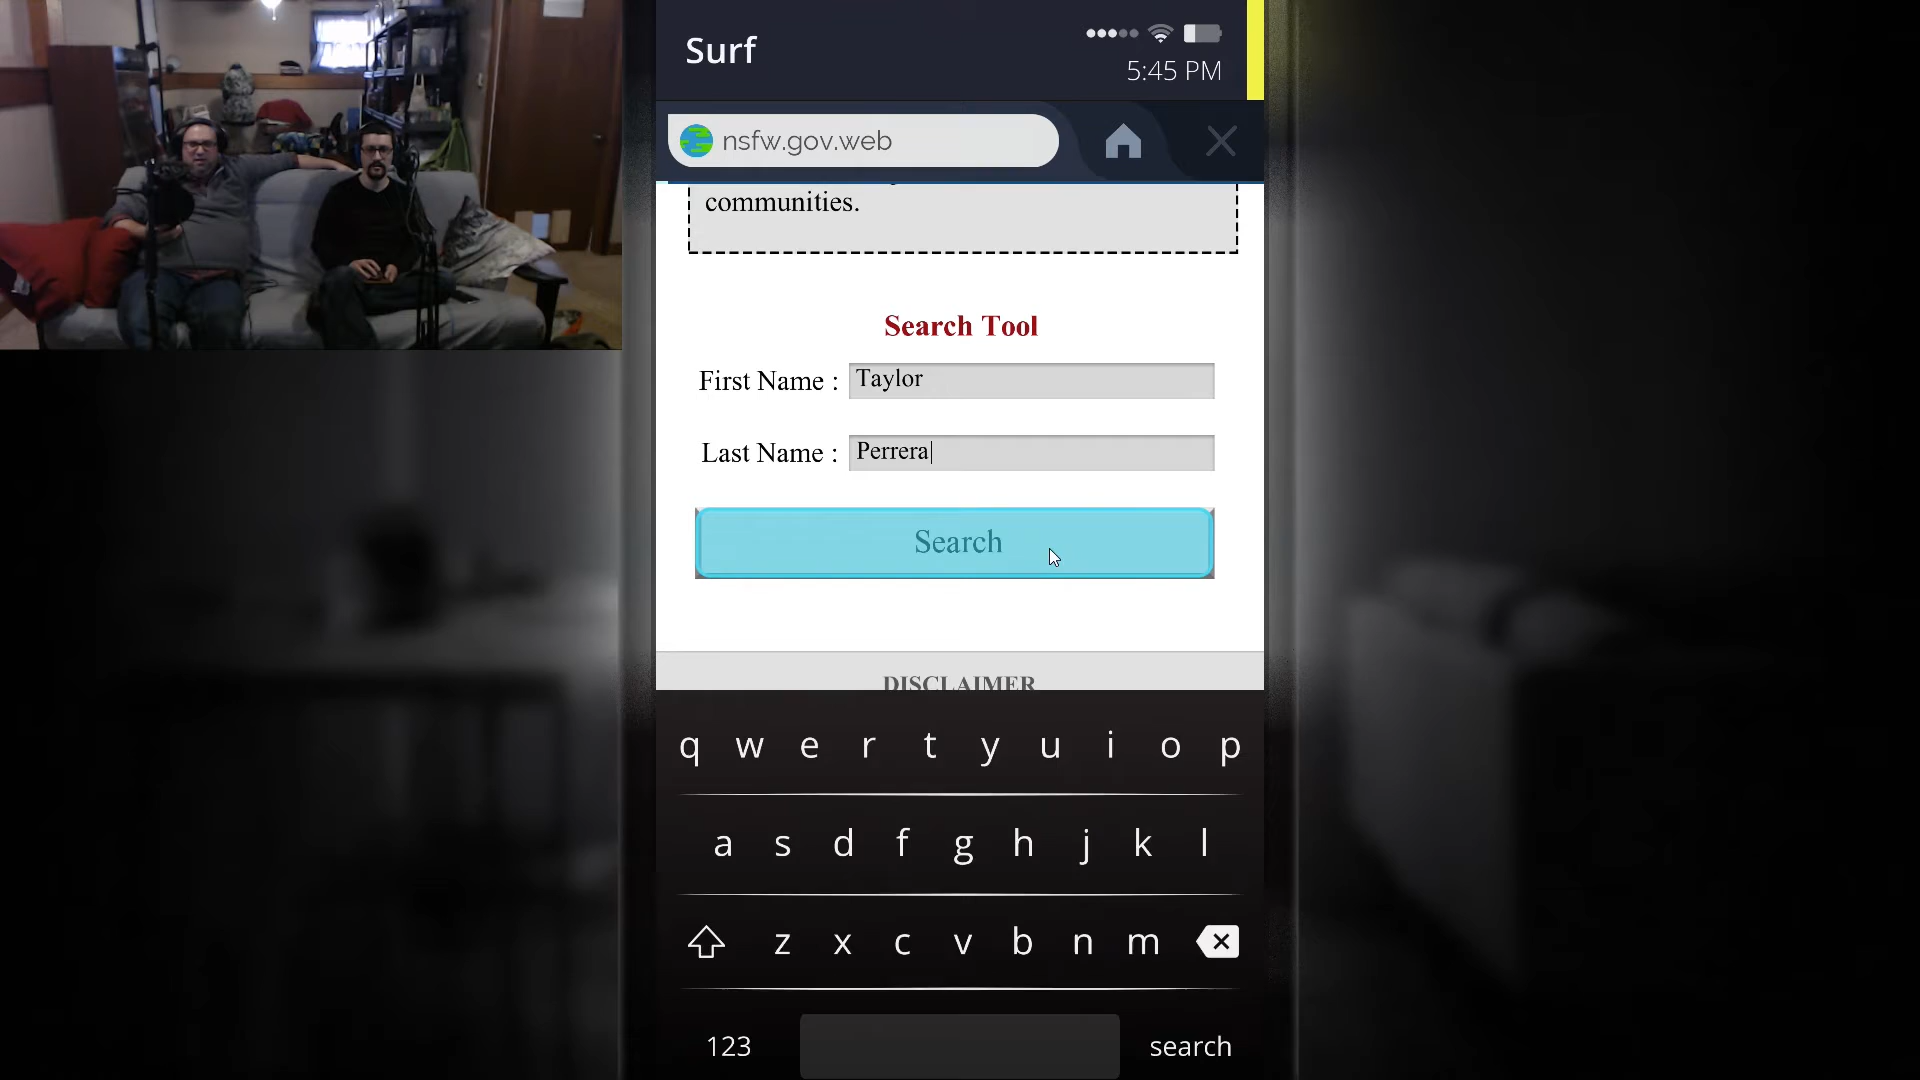 Surf
5:45 PM
nsfw.gov.web
communities.
Search Tool
First Name : Taylor
Last Name : Perrera
Search
DISCLAIMER
q w e r t y u i o p
a s d f g h j k l
z x c v b n m
123 search